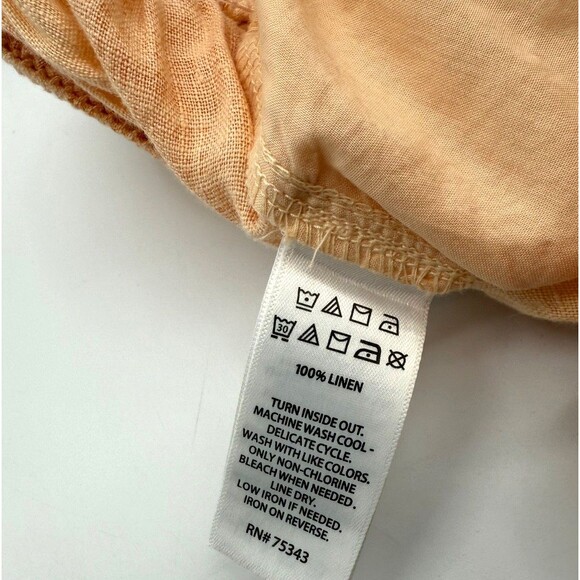 30
100% LINEN
TURN INSIDE OUT.
MACHINE WASH COOL -
DELICATE CYCLE.
WASH WITH LIKE COLORS.
ONLY NON-CHLORINE
BLEACH WHEN NEEDED.
LINE DRY.
LOW IRON IF NEEDED.
IRON ON REVERSE.
RN# 75343